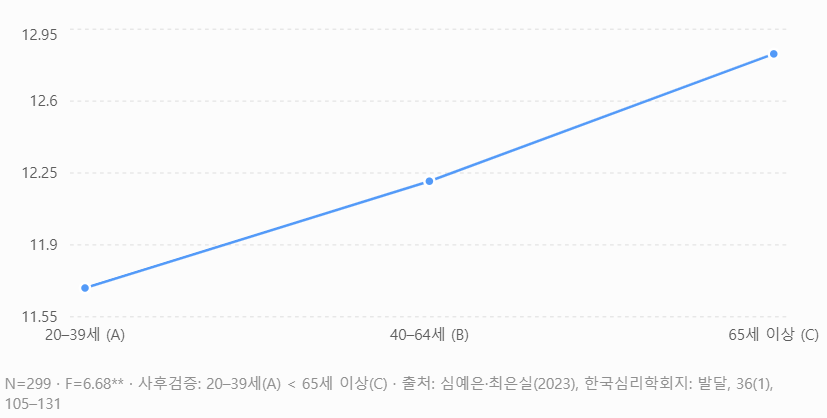 12.95
12.6
12.25
11.9
11.55
20–39세 (A)
40–64세 (B)
65세 이상 (C)
N=299 · F=6.68** · 사후검증: 20–39세(A) < 65세 이상(C) · 출처: 심예은·최은실(2023), 한국심리학회지: 발달, 36(1),
105–131